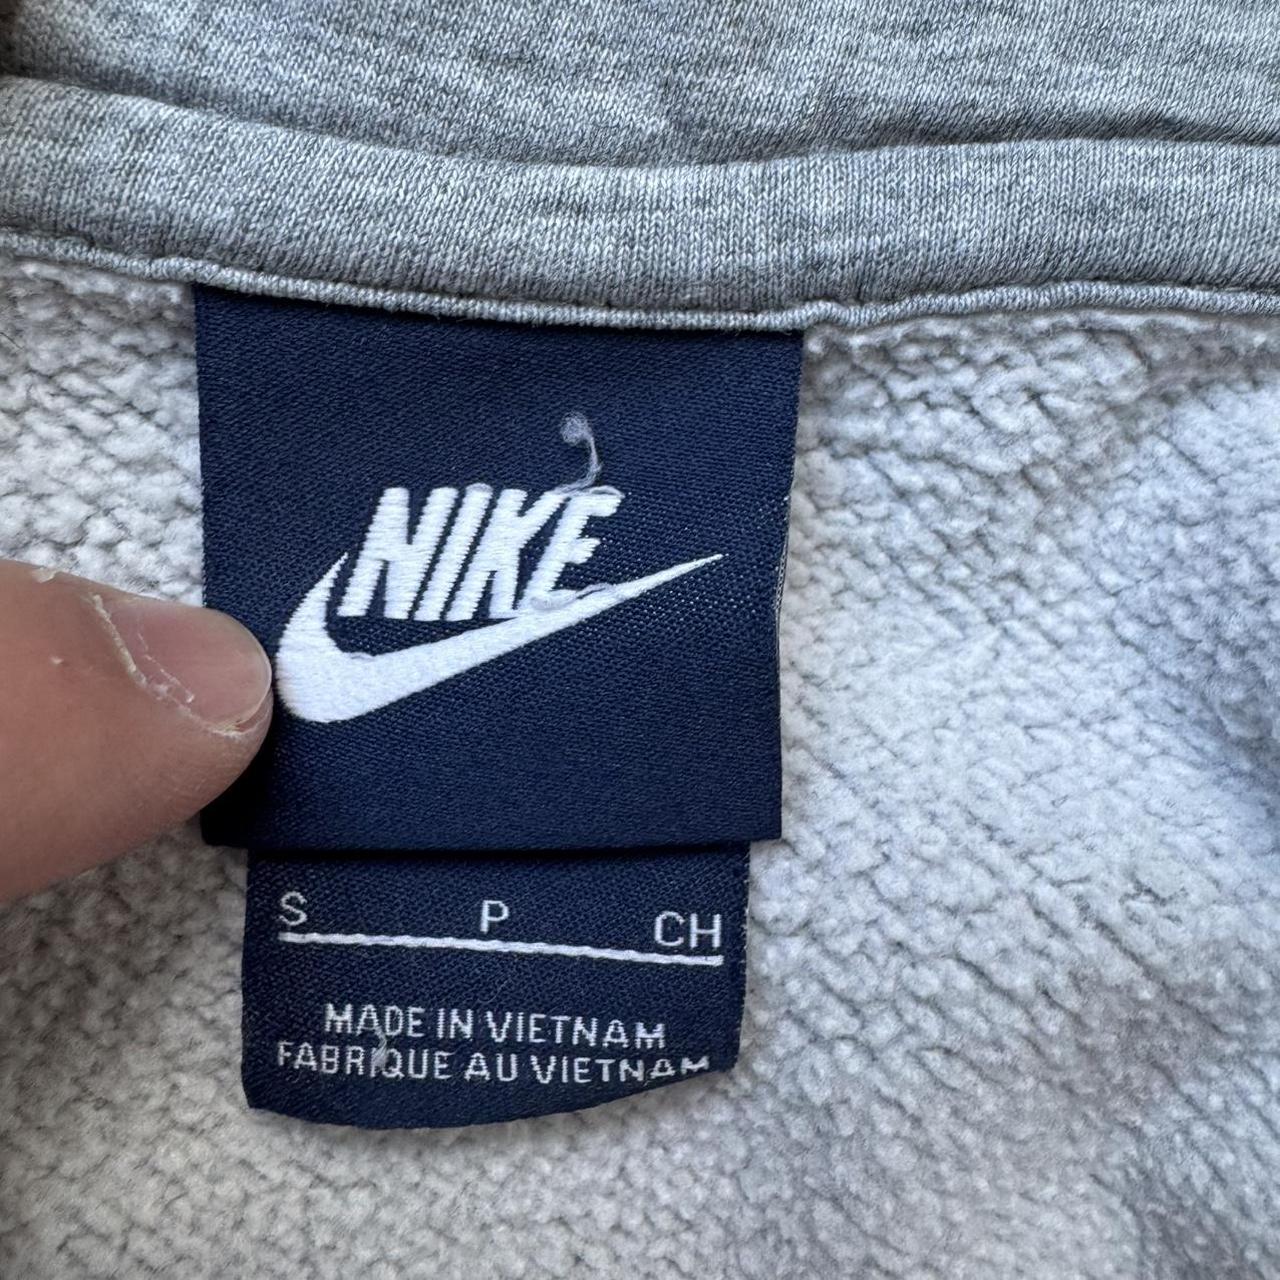 NIKE
S P CH
MADE IN VIETNAM
FABRIQUE AU VIETNAM